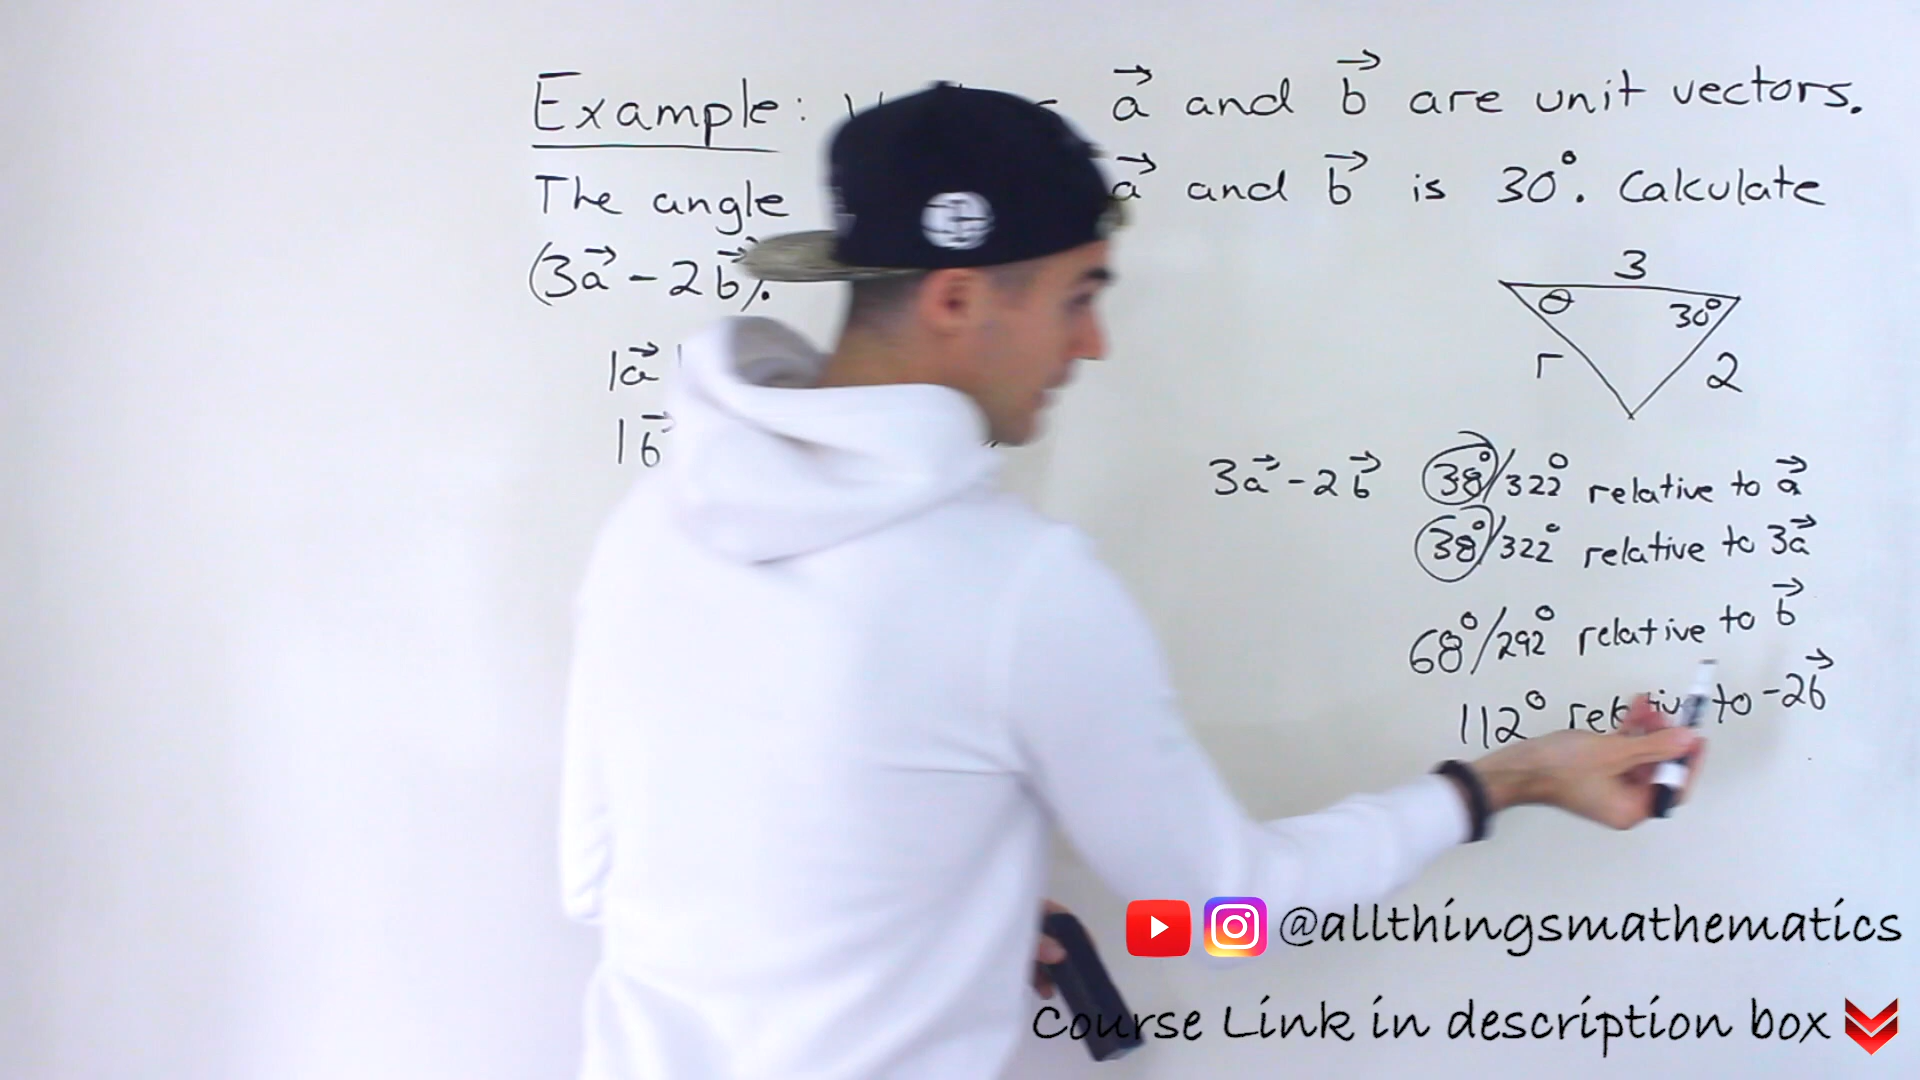 Example: a⃗ and b⃗ are unit vectors.
The angle a⃗ and b⃗ is 30°. Calculate
(3a⃗ - 2b⃗).
|a⃗|
|b⃗
3
θ 30°
r 2
3a⃗ - 2b⃗ 38°/322° relative to a⃗
38°/322° relative to 3a⃗
68°/292° relative to b⃗
112° relative to -2b⃗
@allthingsmathematics
Course Link in description box